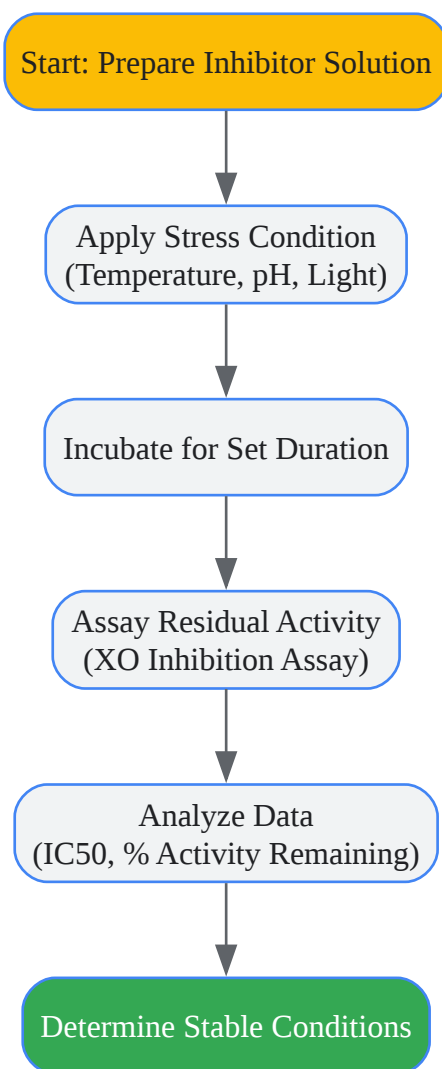 Start: Prepare Inhibitor Solution
Apply Stress Condition
(Temperature, pH, Light)
Incubate for Set Duration
Assay Residual Activity
(XO Inhibition Assay)
Analyze Data
(IC50, % Activity Remaining)
Determine Stable Conditions